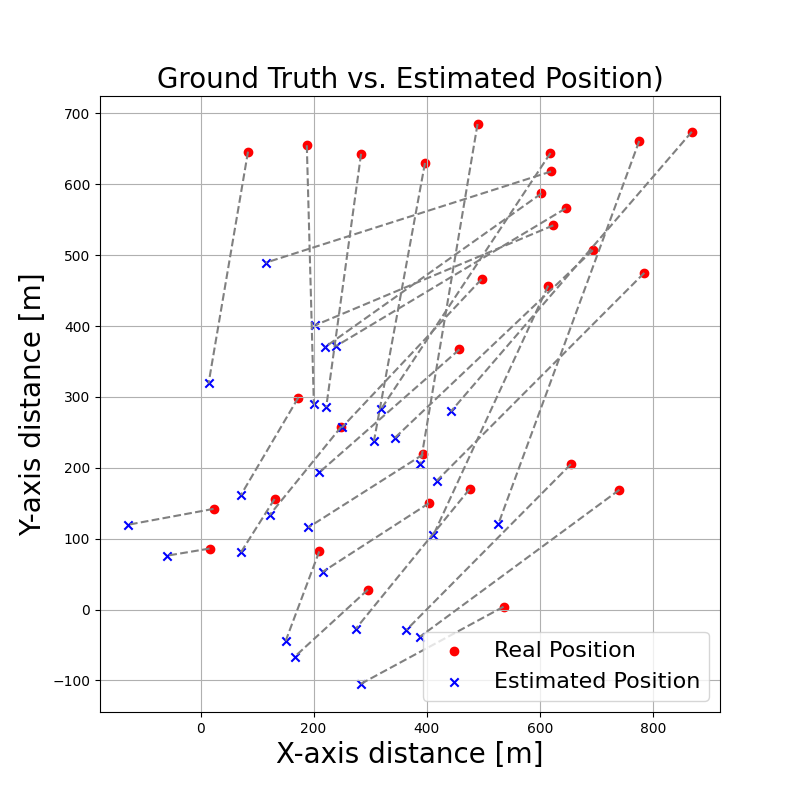 Ground Truth vs. Estimated Position)
Y-axis distance [m]
700
600
500
400
300
200
100
0
−100
0 200 400 600 800
X-axis distance [m]
Real Position
Estimated Position